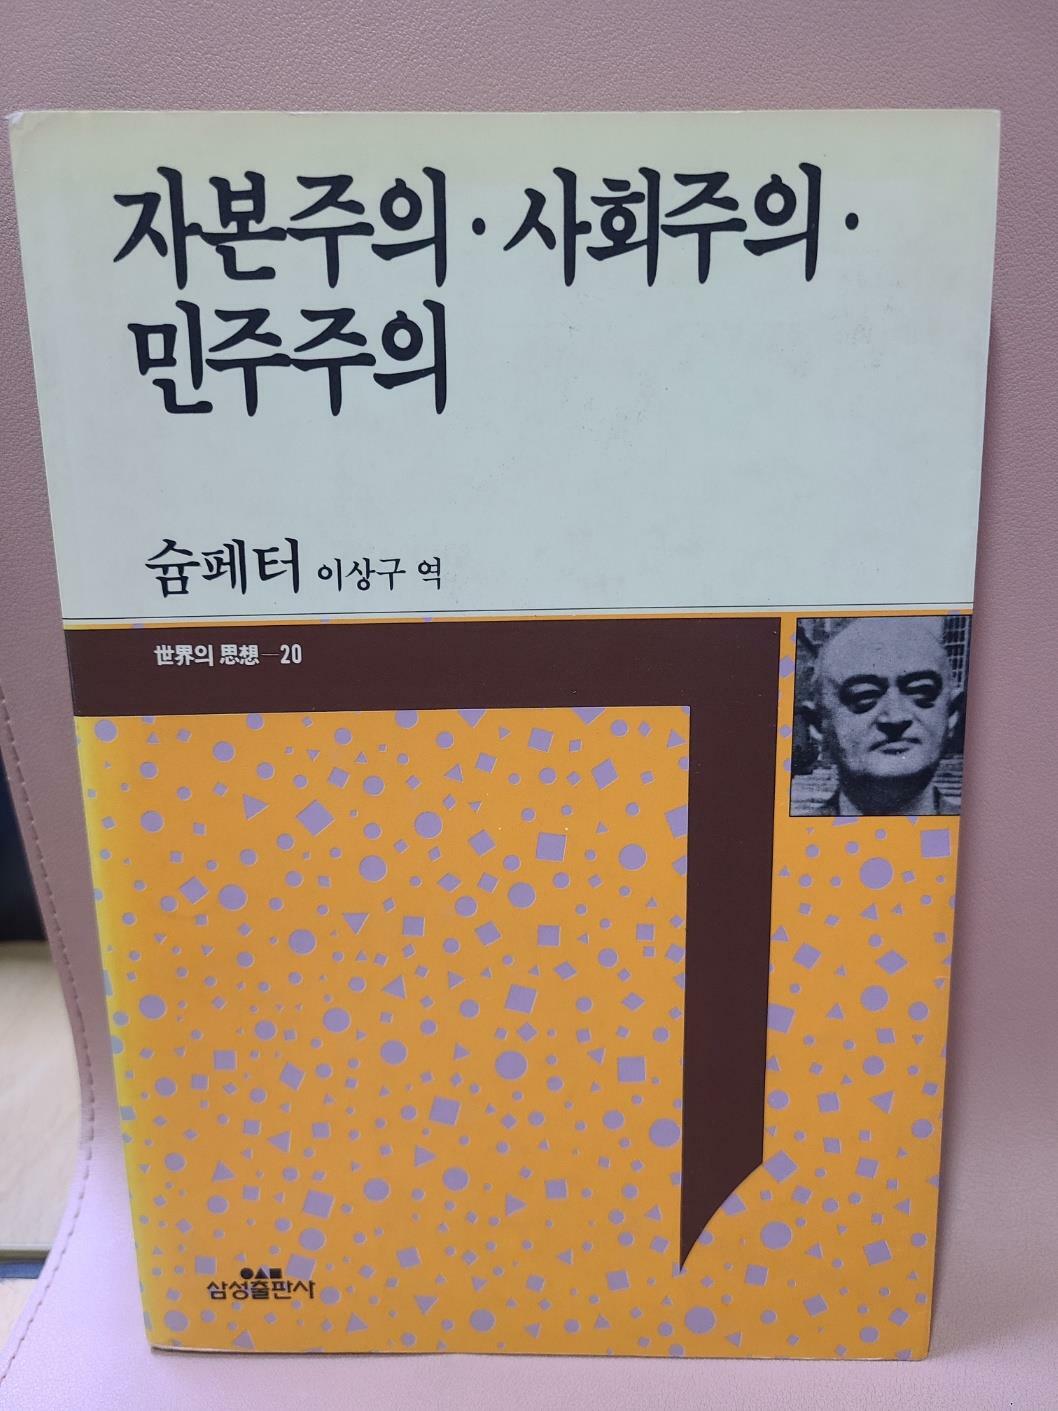 자본주의·사회주의·
민주주의
슘페터 이상구 역
世界의 思想—20
삼성출판사